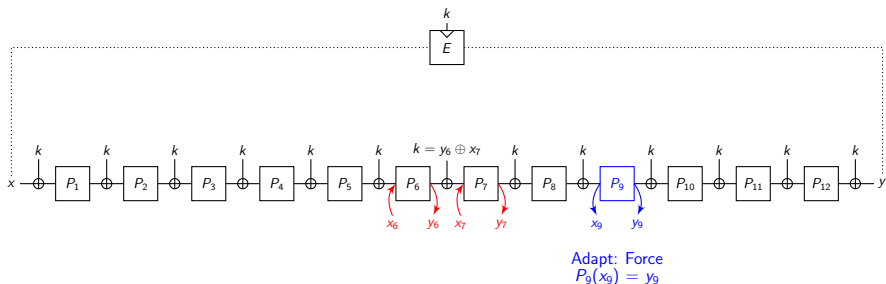 k
E
k k k k k k k = y₆ ⊕ x₇ k k k k k k
x P₁ P₂ P₃ P₄ P₅ P₆ P₇ P₈ P₉ P₁₀ P₁₁ P₁₂ y
x₆ y₆ x₇ y₇ x₉ y₉
Adapt: Force
P₉(x₉) = y₉